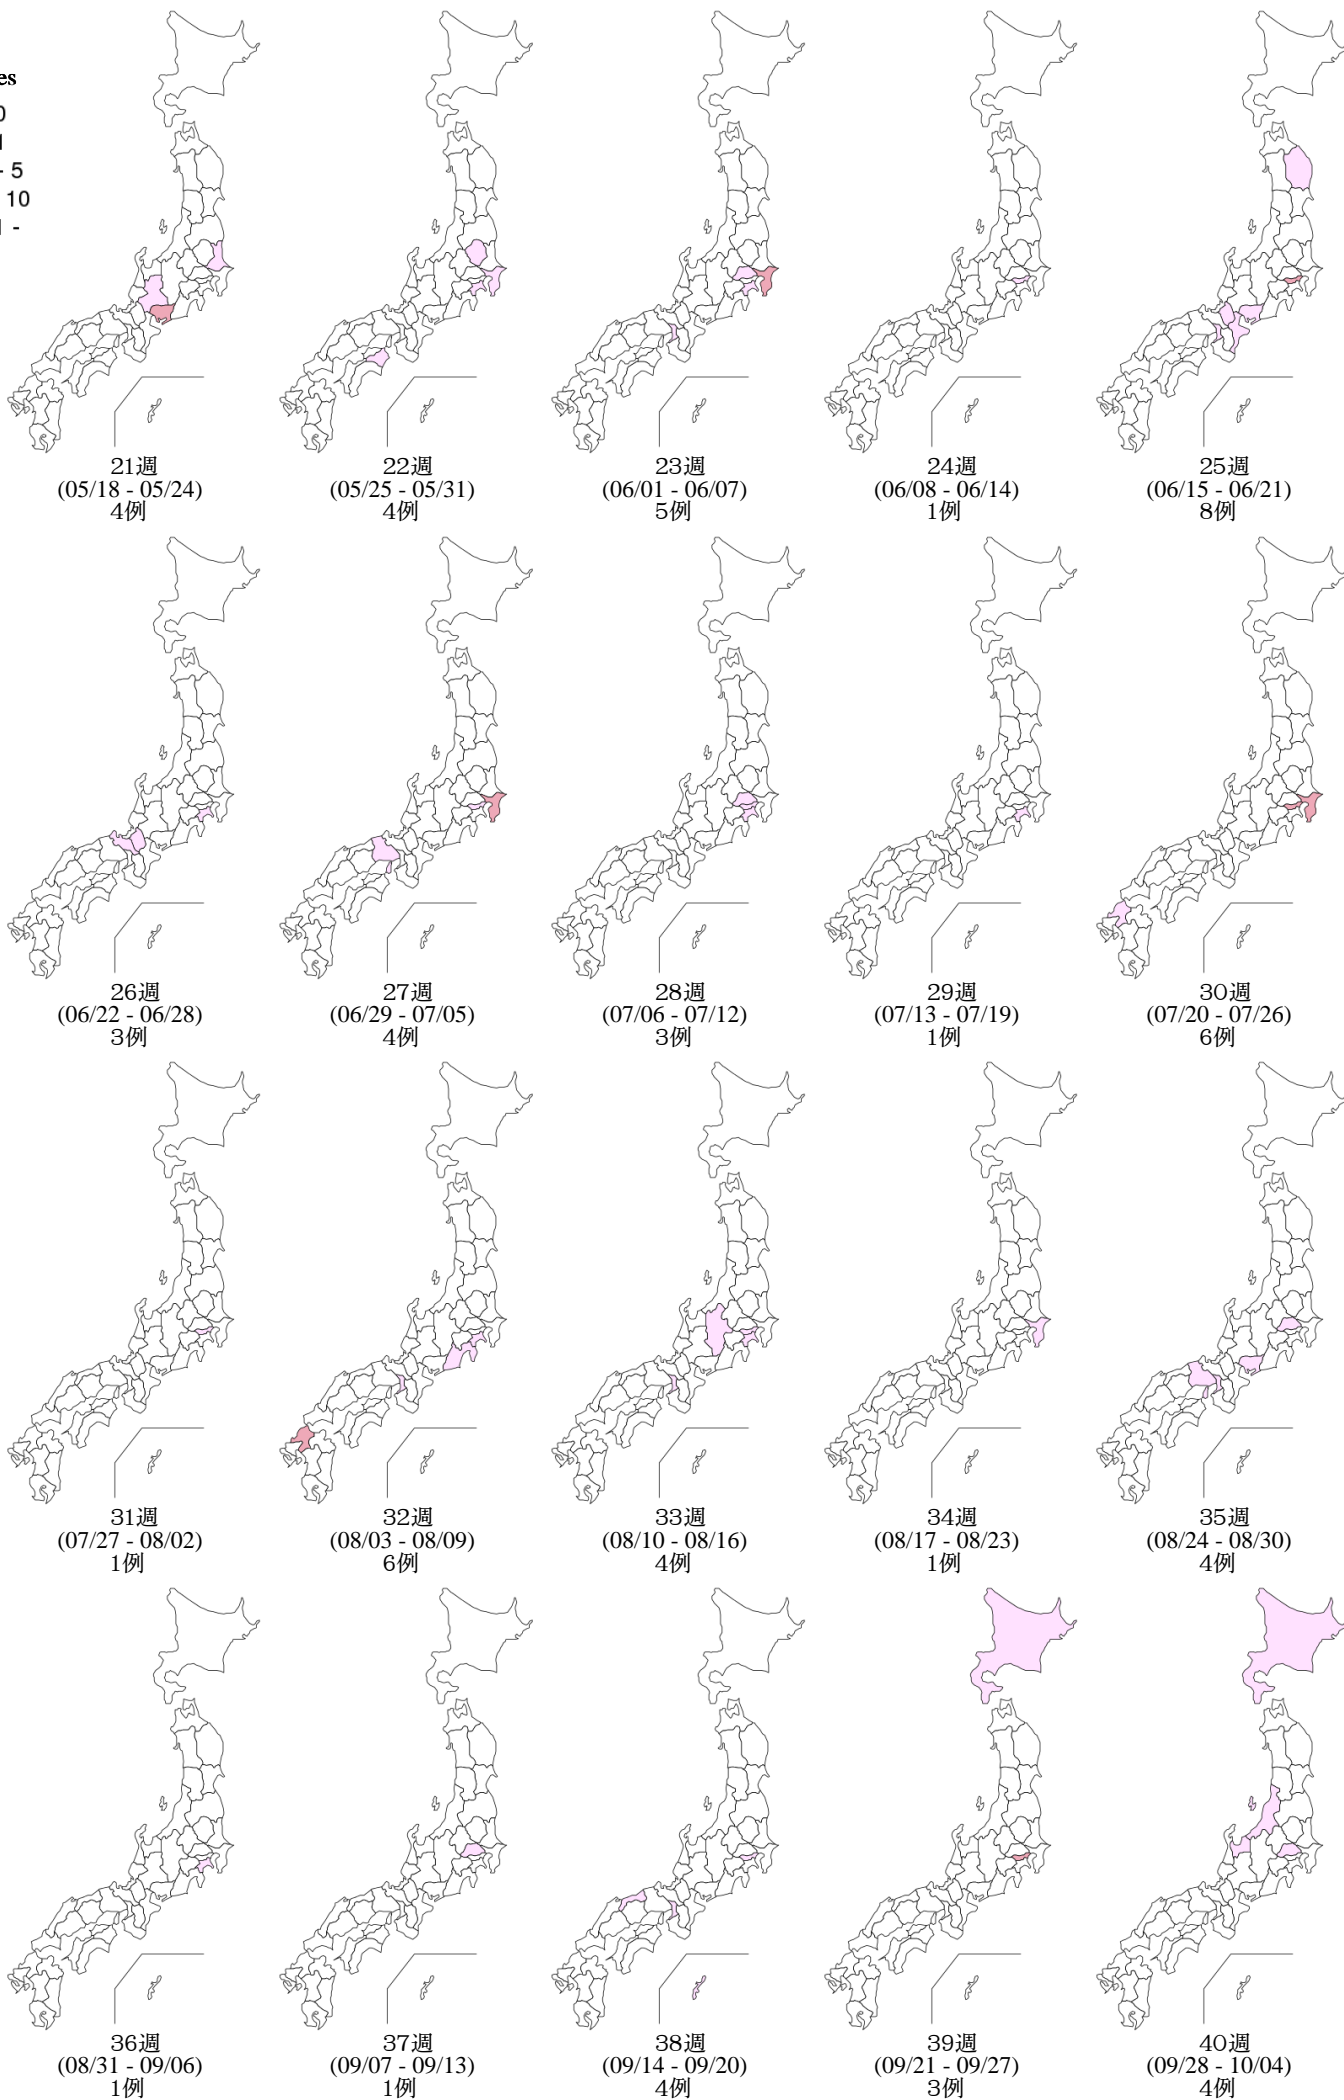 es
0
1
- 5
10
1 -
21週
(05/18 - 05/24)
4例
22週
(05/25 - 05/31)
4例
23週
(06/01 - 06/07)
5例
24週
(06/08 - 06/14)
1例
25週
(06/15 - 06/21)
8例
26週
(06/22 - 06/28)
3例
27週
(06/29 - 07/05)
4例
28週
(07/06 - 07/12)
3例
29週
(07/13 - 07/19)
1例
30週
(07/20 - 07/26)
6例
31週
(07/27 - 08/02)
1例
32週
(08/03 - 08/09)
6例
33週
(08/10 - 08/16)
4例
34週
(08/17 - 08/23)
1例
35週
(08/24 - 08/30)
4例
36週
(08/31 - 09/06)
1例
37週
(09/07 - 09/13)
1例
38週
(09/14 - 09/20)
4例
39週
(09/21 - 09/27)
3例
40週
(09/28 - 10/04)
4例